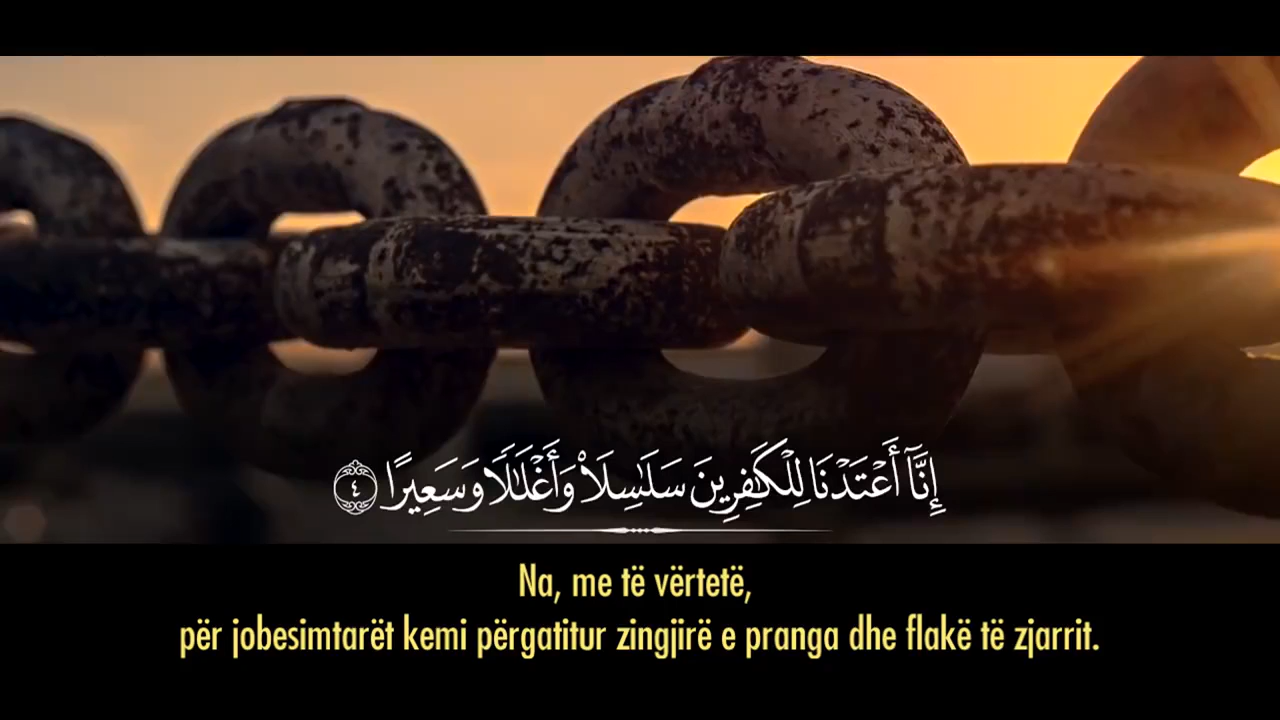 إِنَّآ أَعْتَدْنَا لِلْكَٰفِرِينَ سَلَٰسِلَا۟ وَأَغْلَٰلًا وَسَعِيرًا ٤
Na, me të vërtetë,
për jobesimtarët kemi përgatitur zingjirë e pranga dhe flakë të zjarrit.